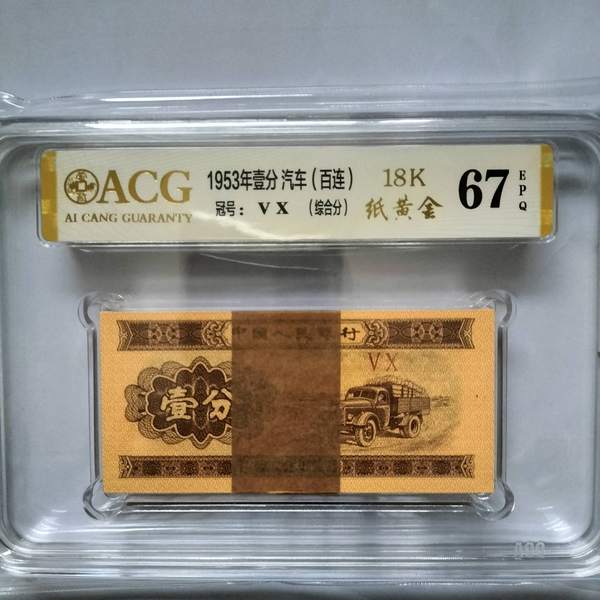 ACG
AI CANG GUARANTY
1953年壹分 汽车（百连）
冠号： V X （综合分）
18K
纸黄金
67
EPQ
中国人民银行
壹分
V X